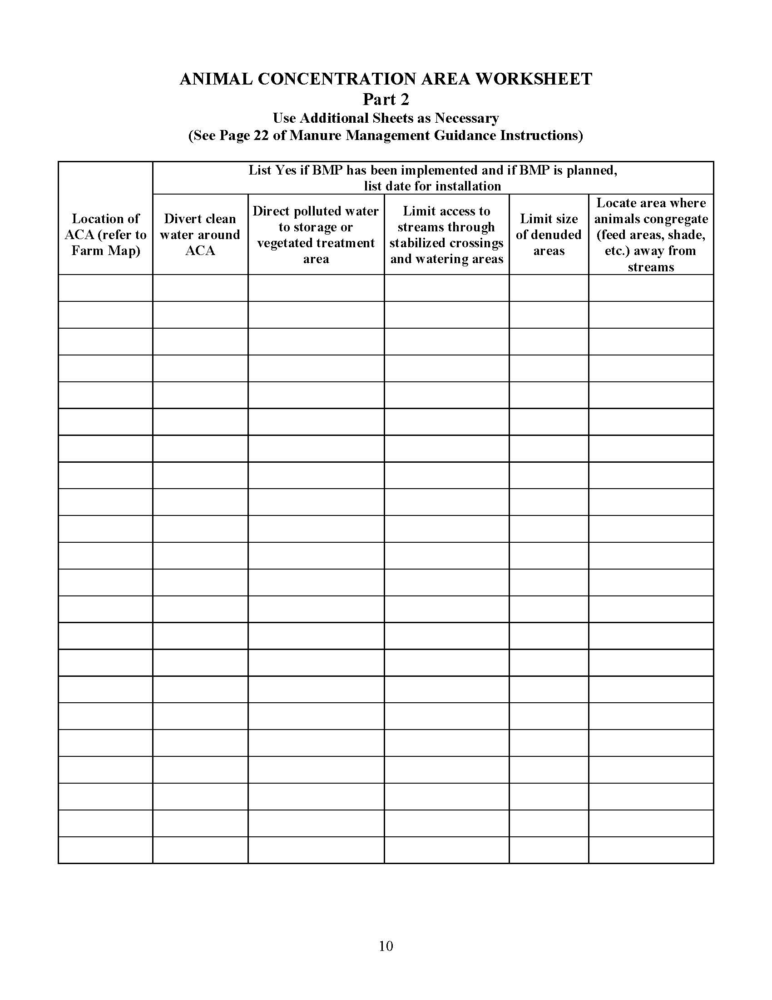 ANIMAL CONCENTRATION AREA WORKSHEET
Part 2
Use Additional Sheets as Necessary
(See Page 22 of Manure Management Guidance Instructions)
List Yes if BMP has been implemented and if BMP is planned,
list date for installation
Location of
ACA (refer to
Farm Map)
Divert clean
water around
ACA
Direct polluted water
to storage or
vegetated treatment
area
Limit access to
streams through
stabilized crossings
and watering areas
Limit size
of denuded
areas
Locate area where
animals congregate
(feed areas, shade,
etc.) away from
streams
10